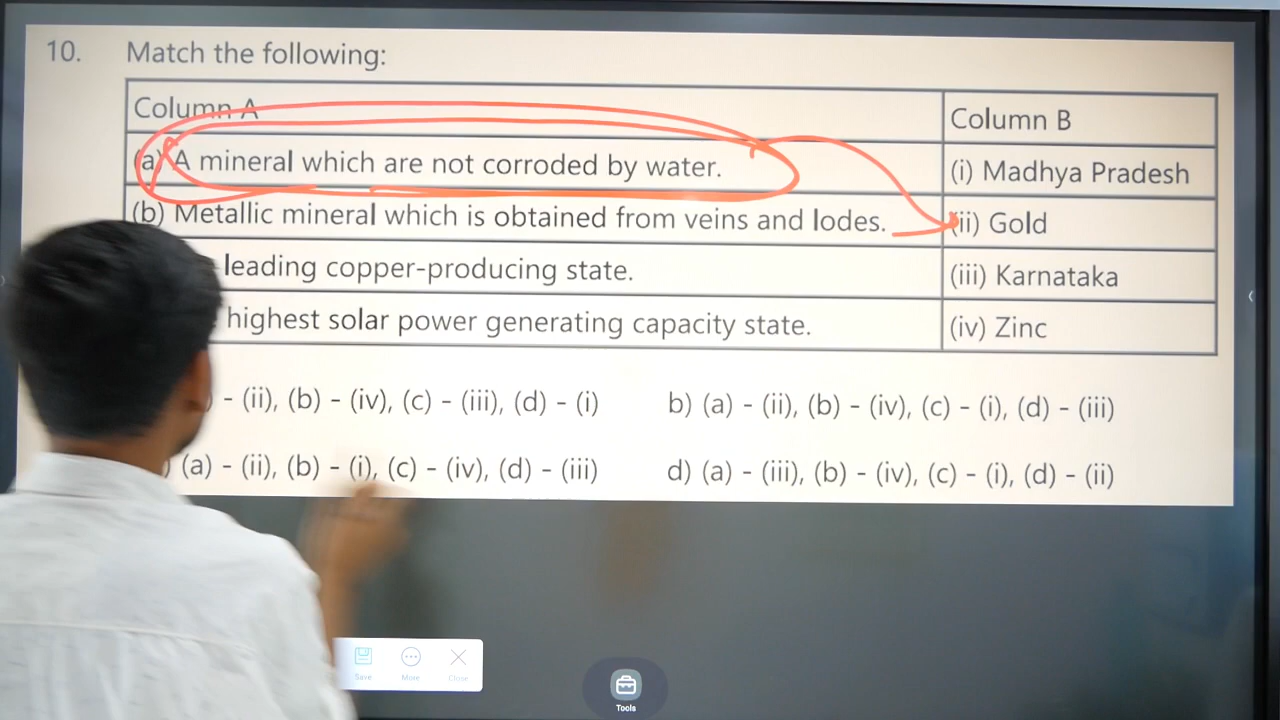 10. Match the following:
Column A Column B
(a) A mineral which are not corroded by water. (i) Madhya Pradesh
(b) Metallic mineral which is obtained from veins and lodes. (ii) Gold
leading copper-producing state. (iii) Karnataka
highest solar power generating capacity state. (iv) Zinc
) - (ii), (b) - (iv), (c) - (iii), (d) - (i) b) (a) - (ii), (b) - (iv), (c) - (i), (d) - (iii)
) (a) - (ii), (b) - (i), (c) - (iv), (d) - (iii) d) (a) - (iii), (b) - (iv), (c) - (i), (d) - (ii)
Save More Close
Tools